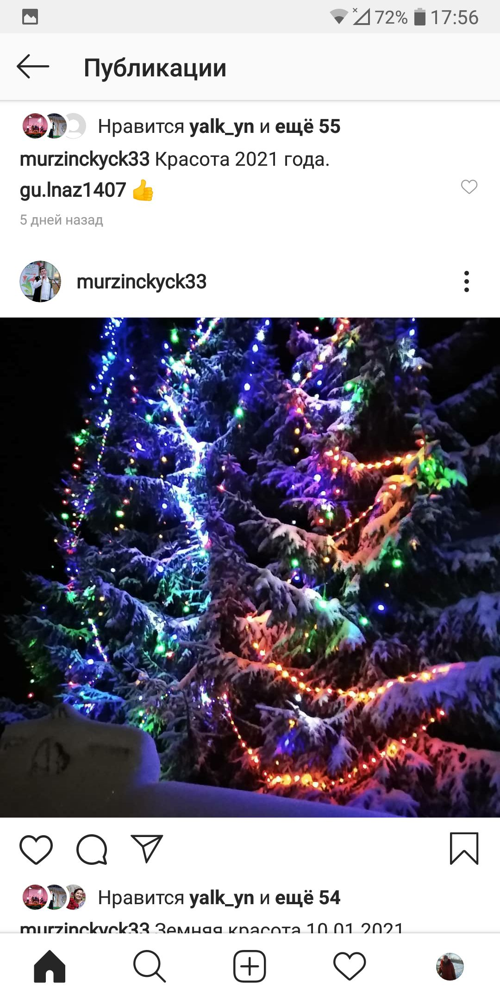 72% 17:56
Публикации
Нравится yalk_yn и ещё 55
murzinckyck33 Красота 2021 года.
gu.lnaz1407 👍
5 дней назад
murzinckyck33
Нравится yalk_yn и ещё 54
murzinckyck33 Земная красота 10.01.2021